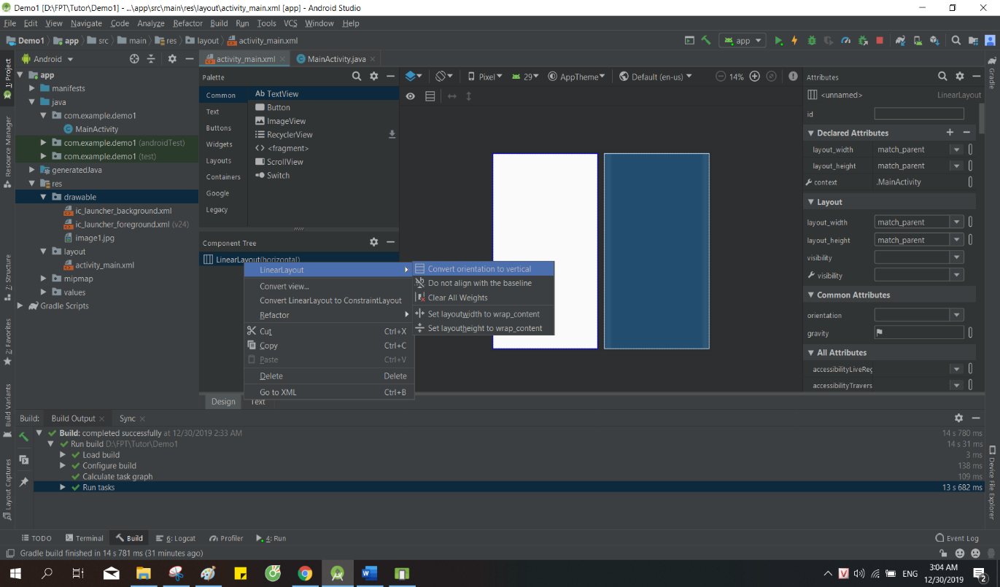 Demo1 [D:\FPT\Tutor\Demo1] - ...\app\src\main\res\layout\activity_main.xml [app] - Android Studio
File Edit View Navigate Code Analyze Refactor Build Run Tools VCS Window Help
Demo1 app src main res layout activity_main.xml
app
Android
activity_main.xml
MainActivity.java
1: Project
Resource Manager
Z: Structure
2: Favorites
Build Variants
Layout Captures
app
manifests
java
com.example.demo1
MainActivity
com.example.demo1 (androidTest)
com.example.demo1 (test)
generatedJava
res
drawable
ic_launcher_background.xml
ic_launcher_foreground.xml (v24)
image1.jpg
layout
activity_main.xml
mipmap
values
Gradle Scripts
Palette
Common
Text
Buttons
Widgets
Layouts
Containers
Google
Legacy
Ab TextView
Button
ImageView
RecyclerView
<> <fragment>
ScrollView
Switch
Component Tree
LinearLayout(horizontal)
LinearLayout
Convert view...
Convert LinearLayout to ConstraintLayout
Refactor
Cut Ctrl+X
Copy Ctrl+C
Paste Ctrl+V
Delete Delete
Go to XML Ctrl+B
Convert orientation to vertical
Do not align with the baseline
Clear All Weights
Set layoutwidth to wrap_content
Set layoutheight to wrap_content
Design Text
Pixel 29 AppTheme Default (en-us) 14%
Attributes
<unnamed> LinearLayout
id
Declared Attributes
layout_width match_parent
layout_height match_parent
context .MainActivity
Layout
layout_width match_parent
layout_height match_parent
visibility
visibility
Common Attributes
orientation
gravity
All Attributes
accessibilityLiveReg
accessibilityTravers
Gradle
Device File Explorer
Build: Build Output Sync
Build: completed successfully at 12/30/2019 2:33 AM 14 s 780 ms
Run build D:\FPT\Tutor\Demo1 14 s 31 ms
Load build 3 ms
Configure build 138 ms
Calculate task graph 109 ms
Run tasks 13 s 682 ms
TODO Terminal Build 6: Logcat Profiler 4: Run Event Log
Gradle build finished in 14 s 781 ms (31 minutes ago)
V ENG
3:04 AM
12/30/2019
2